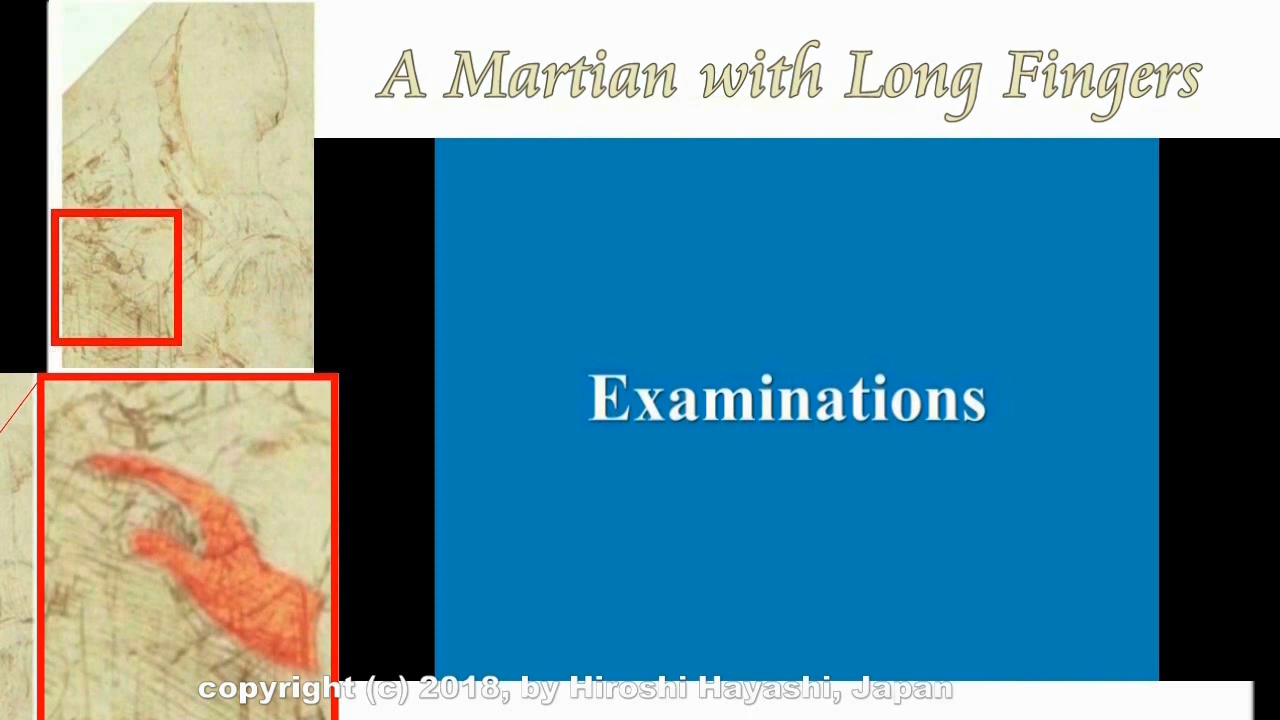 A Martian with Long Fingers
Examinations
copyright (c) 2018, by Hiroshi Hayashi, Japan